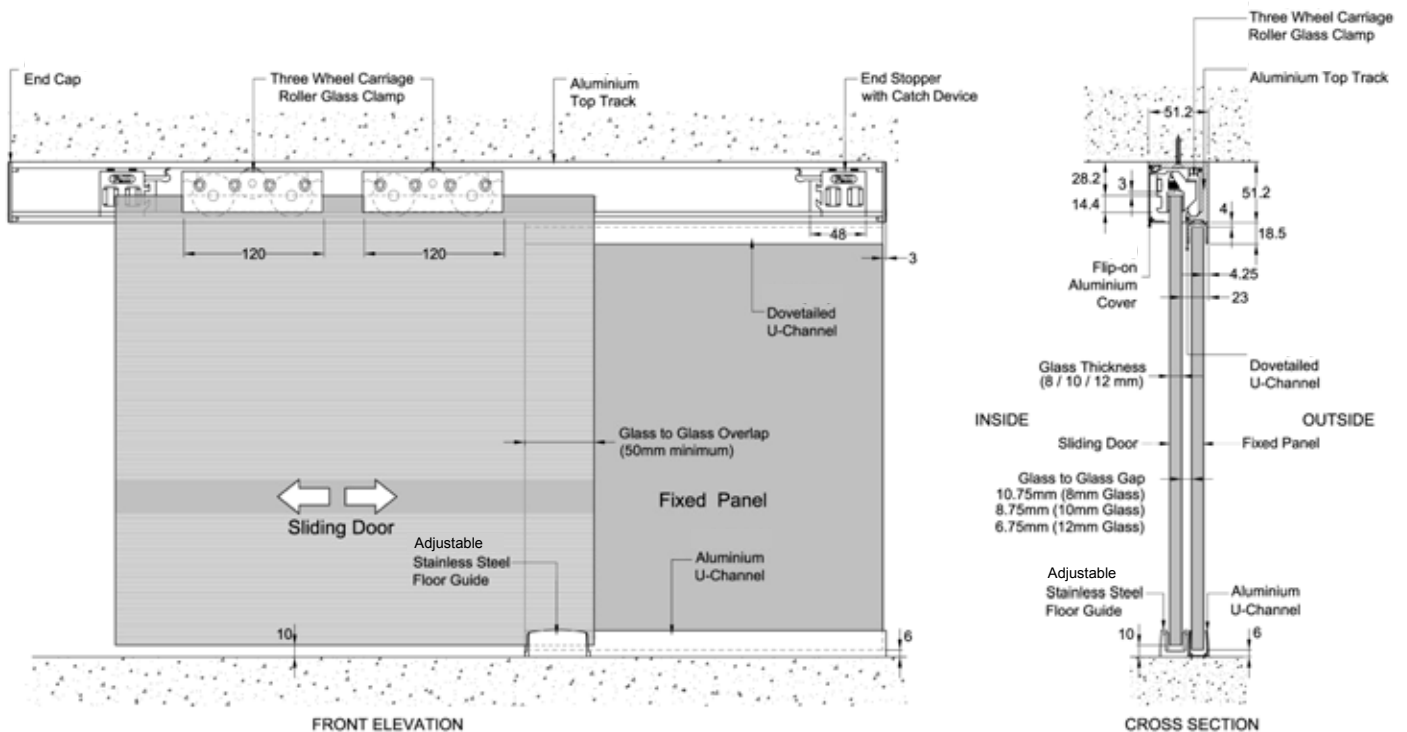 End Cap
Three Wheel Carriage
Roller Glass Clamp
Aluminium
Top Track
End Stopper
with Catch Device
120
120
48
3
Dovetailed
U-Channel
Glass to Glass Overlap
(50mm minimum)
Fixed Panel
Sliding Door
Adjustable
Stainless Steel
Floor Guide
Aluminium
U-Channel
10
6
FRONT ELEVATION
Three Wheel Carriage
Roller Glass Clamp
Aluminium Top Track
51.2
28.2
3
14.4
51.2
4
18.5
4.25
23
Flip-on
Aluminium
Cover
Glass Thickness
(8 / 10 / 12 mm)
Dovetailed
U-Channel
INSIDE
OUTSIDE
Sliding Door
Fixed Panel
Glass to Glass Gap
10.75mm (8mm Glass)
8.75mm (10mm Glass)
6.75mm (12mm Glass)
Adjustable
Stainless Steel
Floor Guide
Aluminium
U-Channel
10
6
CROSS SECTION